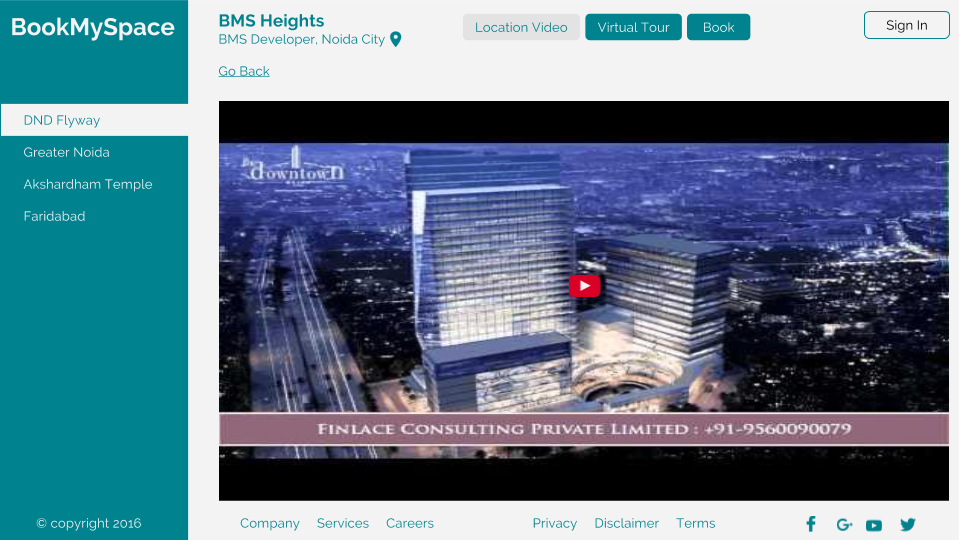 BookMySpace
DND Flyway
Greater Noida
Akshardham Temple
Faridabad
© copyright 2016
BMS Heights
BMS Developer, Noida City
Location Video
Virtual Tour
Book
Sign In
Go Back
downtown
FINLACE CONSULTING PRIVATE LIMITED : +91-9560090079
Company Services Careers
Privacy Disclaimer Terms